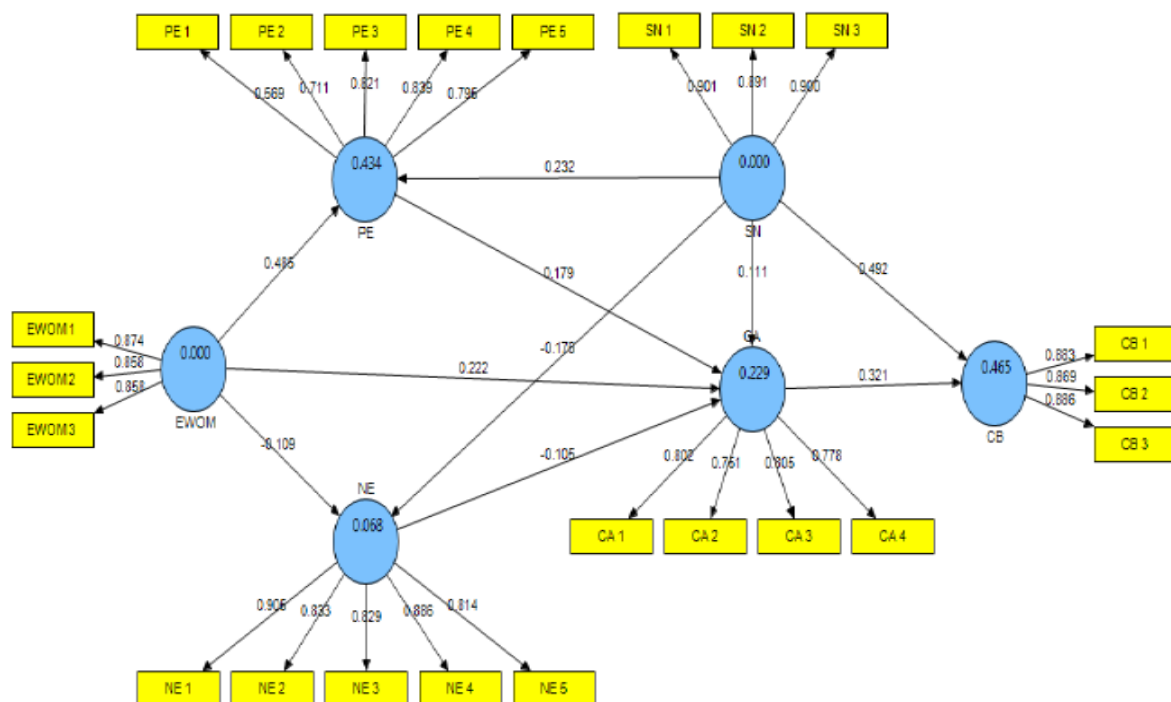 PE 1 PE 2 PE 3 PE 4 PE 5 SN 1 SN 2 SN 3
0.569 0.711 0.821 0.839 0.795 0.901 0.891 0.900
0.434 0.232 0.000
PE SN
0.485 0.179 0.111 0.492
EWOM 1 0.874 0.000 -0.178 CA 0.883 CB 1
EWOM 2 0.858 0.222 0.229 0.321 0.465 0.869 CB 2
EWOM 3 0.858 EWOM CB 0.886 CB 3
-0.109 NE -0.105 0.802 0.751 0.805 0.778
0.068 CA 1 CA 2 CA 3 CA 4
0.905 0.833 0.829 0.886 0.814
NE 1 NE 2 NE 3 NE 4 NE 5